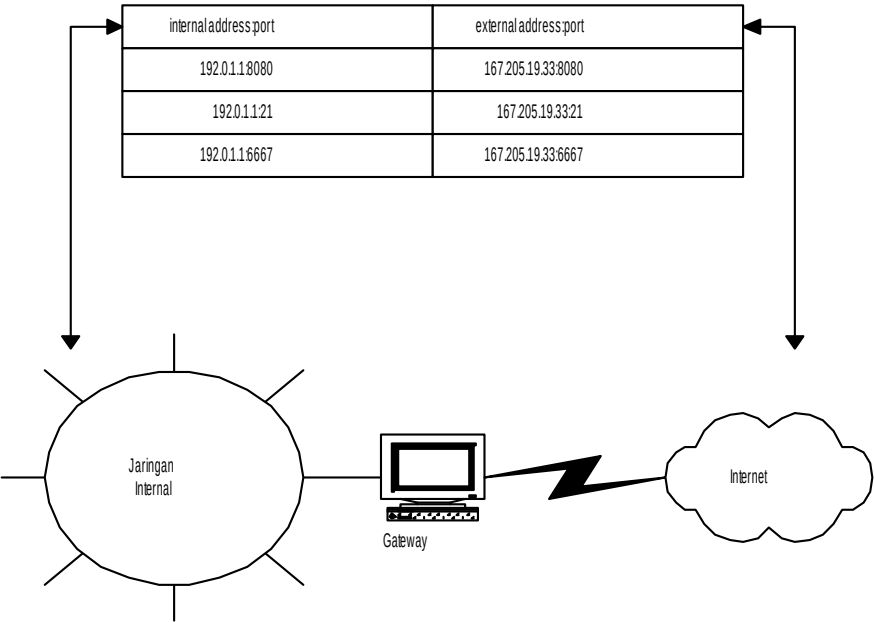 internal address:port external address:port
192.0.1.1:8080 167.205.19.33:8080
192.0.1.1:21 167.205.19.33:21
192.0.1.1:6667 167.205.19.33:6667
Jaringan
Internal
Internet
Gateway